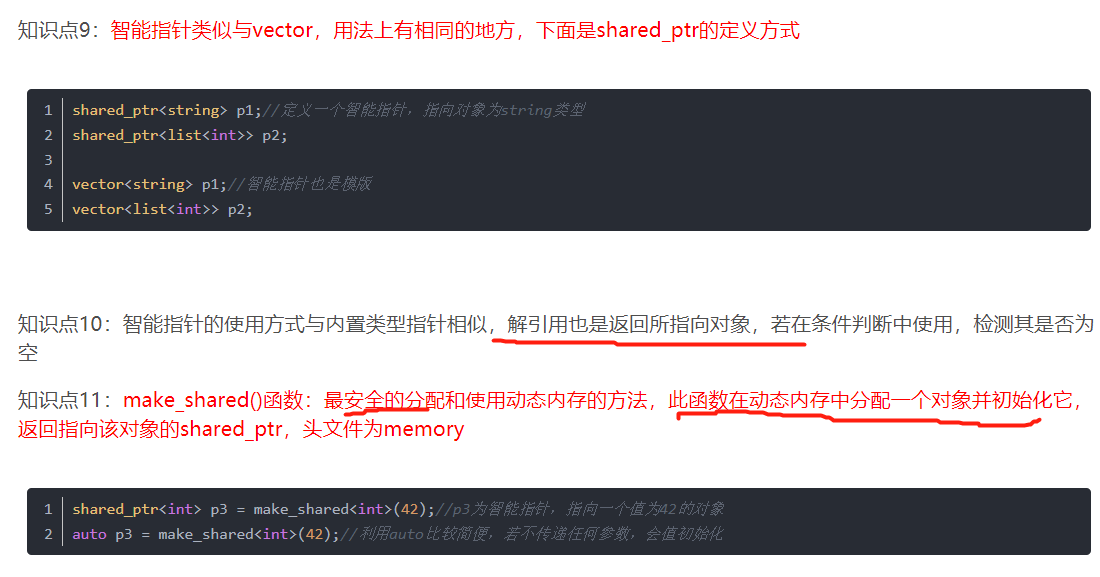 知识点9：智能指针类似与vector，用法上有相同的地方，下面是shared_ptr的定义方式
1 shared_ptr<string> p1;//定义一个智能指针，指向对象为string类型
2 shared_ptr<list<int>> p2;
3
4 vector<string> p1;//智能指针也是模版
5 vector<list<int>> p2;
知识点10：智能指针的使用方式与内置类型指针相似，解引用也是返回所指向对象，若在条件判断中使用，检测其是否为
空
知识点11：make_shared()函数：最安全的分配和使用动态内存的方法，此函数在动态内存中分配一个对象并初始化它，
返回指向该对象的shared_ptr，头文件为memory
1 shared_ptr<int> p3 = make_shared<int>(42);//p3为智能指针，指向一个值为42的对象
2 auto p3 = make_shared<int>(42);//利用auto比较简便，若不传递任何参数，会值初始化